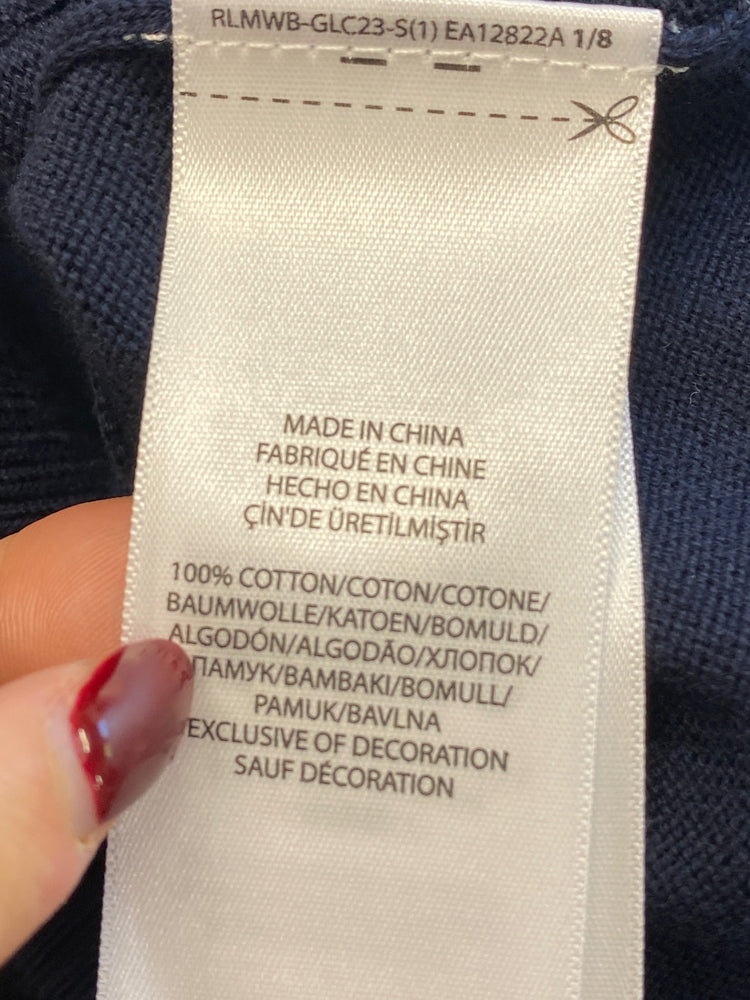 RLMWB-GLC23-S(1) EA12822A 1/8
MADE IN CHINA
FABRIQUÉ EN CHINE
HECHO EN CHINA
ÇİN'DE ÜRETİLMİŞTİR
100% COTTON/COTON/COTONE/
BAUMWOLLE/KATOEN/BOMULD/
ALGODÓN/ALGODÃO/ХЛОПОК/
ПАМУК/BAMBAKI/BOMULL/
PAMUK/BAVLNA
EXCLUSIVE OF DECORATION
SAUF DÉCORATION